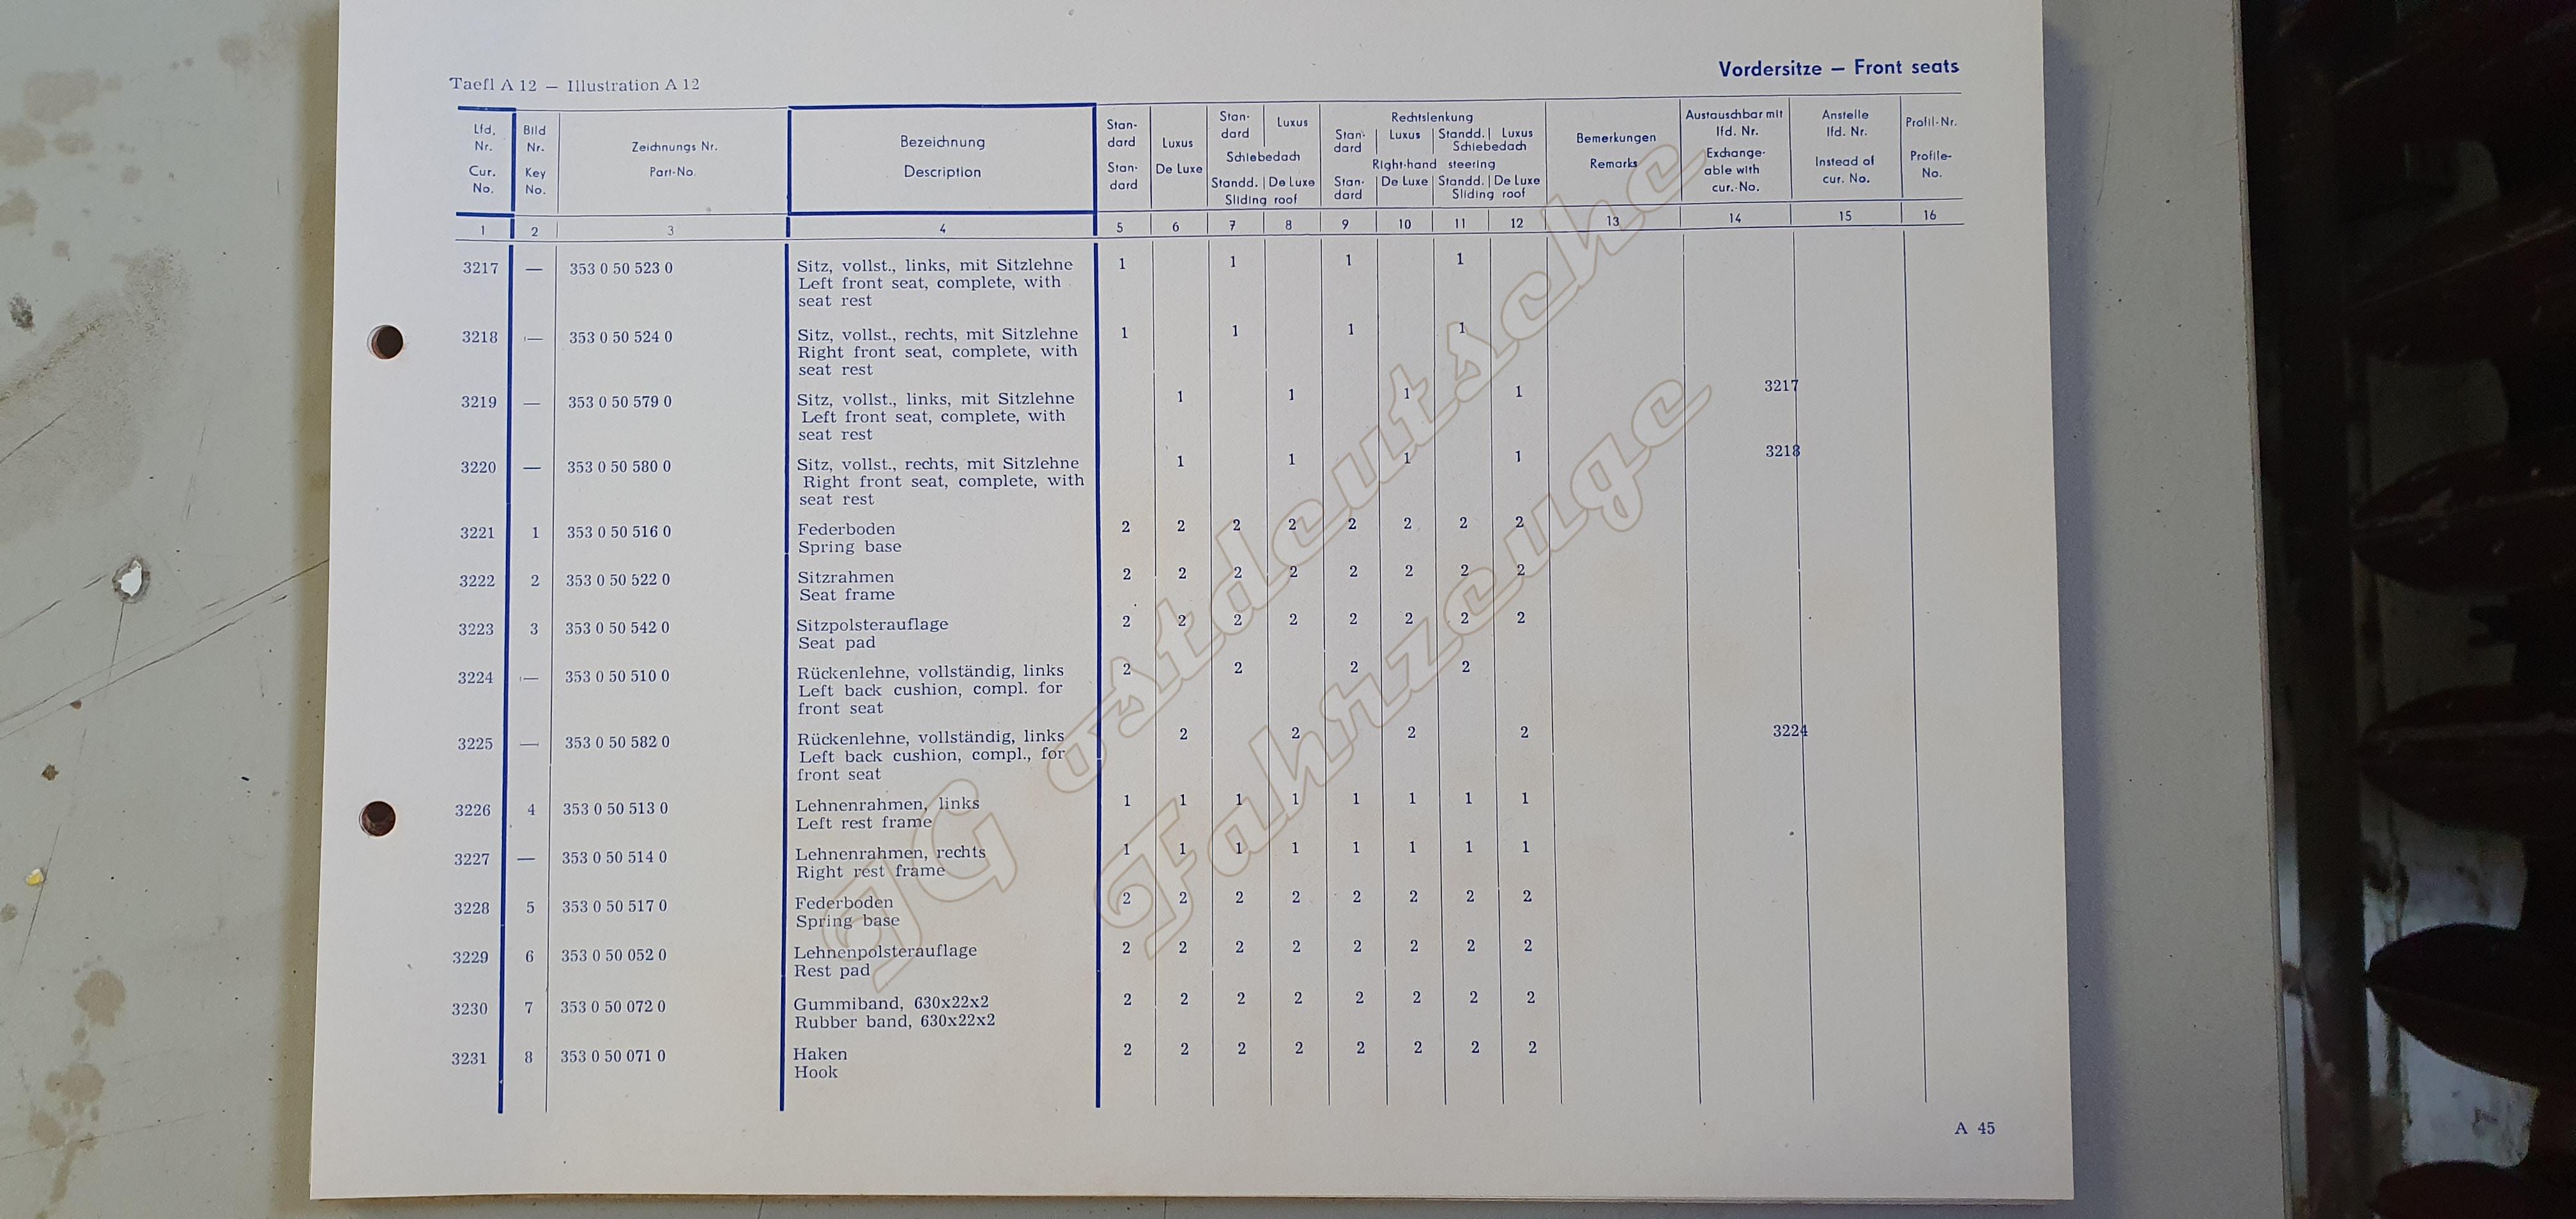 Taefl A 12 — Illustration A 12
Vordersitze — Front seats
Lfd. Nr. Cur. No.
Bild Nr. Key No.
Zeichnungs Nr. Part-No.
Bezeichnung Description
Stan- dard Stan- dard
Luxus De Luxe
Stan- dard | Luxus Schiebedach Standd. | De Luxe Sliding roof
Rechtslenkung
Stan- dard | Luxus | Standd. | Luxus Schiebedach
Right-hand steering
Stan- dard | De Luxe | Standd. | De Luxe Sliding roof
Bemerkungen Remarks
Austauschbar mit lfd. Nr. Exchange- able with cur.-No.
Anstelle lfd. Nr. Instead of cur. No.
Profil-Nr. Profile- No.
1 2 3 4 5 6 7 8 9 10 11 12 13 14 15 16
3217 — 353 0 50 523 0 Sitz, vollst., links, mit Sitzlehne 1 1 1 1
Left front seat, complete, with
seat rest
3218 — 353 0 50 524 0 Sitz, vollst., rechts, mit Sitzlehne 1 1 1 1
Right front seat, complete, with
seat rest
3219 — 353 0 50 579 0 Sitz, vollst., links, mit Sitzlehne 1 1 1 1 3217
Left front seat, complete, with
seat rest
3220 — 353 0 50 580 0 Sitz, vollst., rechts, mit Sitzlehne 1 1 1 1 3218
Right front seat, complete, with
seat rest
3221 1 353 0 50 516 0 Federboden 2 2 2 2 2 2 2 2
Spring base
3222 2 353 0 50 522 0 Sitzrahmen 2 2 2 2 2 2 2 2
Seat frame
3223 3 353 0 50 542 0 Sitzpolsterauflage 2 2 2 2 2 2 2 2
Seat pad
3224 — 353 0 50 510 0 Rückenlehne, vollständig, links 2 2 2 2
Left back cushion, compl. for
front seat
3225 — 353 0 50 582 0 Rückenlehne, vollständig, links 2 2 2 2 3224
Left back cushion, compl., for
front seat
3226 4 353 0 50 513 0 Lehnenrahmen, links 1 1 1 1 1 1 1 1
Left rest frame
3227 — 353 0 50 514 0 Lehnenrahmen, rechts 1 1 1 1 1 1 1 1
Right rest frame
3228 5 353 0 50 517 0 Federboden 2 2 2 2 2 2 2 2
Spring base
3229 6 353 0 50 052 0 Lehnenpolsterauflage 2 2 2 2 2 2 2 2
Rest pad
3230 7 353 0 50 072 0 Gummiband, 630x22x2 2 2 2 2 2 2 2 2
Rubber band, 630x22x2
3231 8 353 0 50 071 0 Haken 2 2 2 2 2 2 2 2
Hook
A 45
IG ostdeutsche
Fahrzeuge